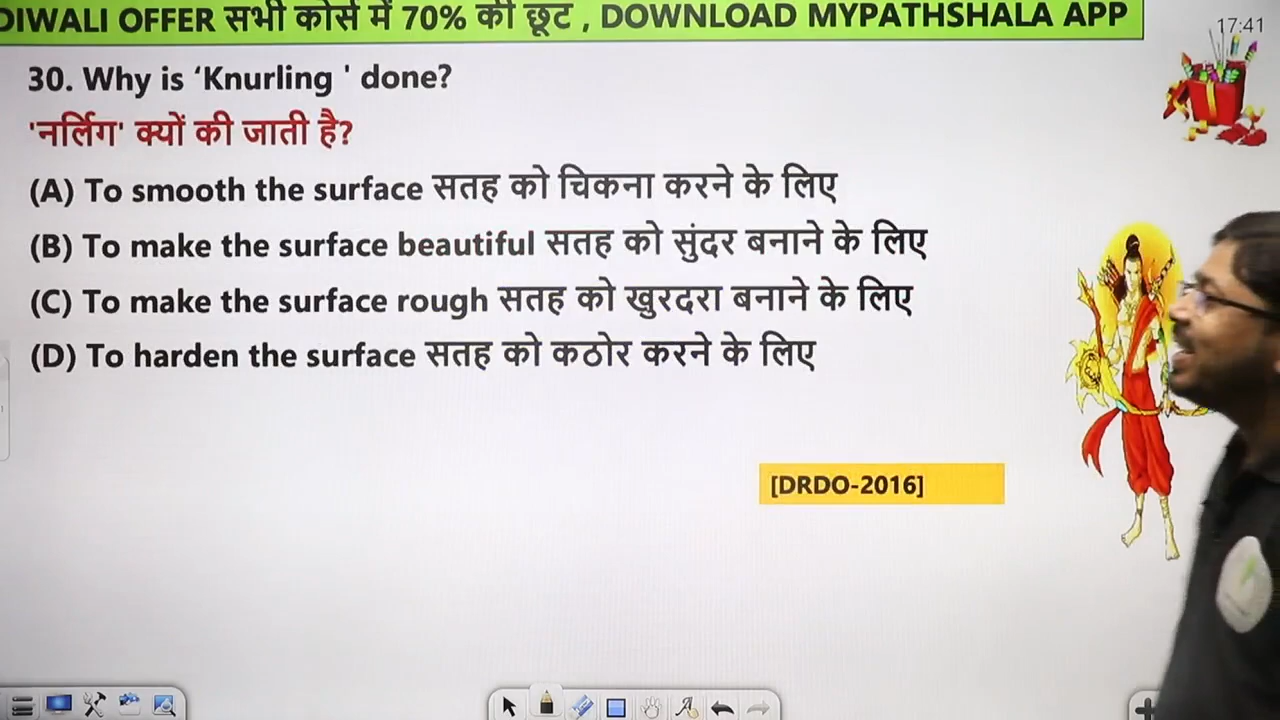 DIWALI OFFER सभी कोर्स में 70% की छूट , DOWNLOAD MYPATHSHALA APP
17:41
30. Why is ‘Knurling ' done?
'नर्लिग' क्यों की जाती है?
(A) To smooth the surface सतह को चिकना करने के लिए
(B) To make the surface beautiful सतह को सुंदर बनाने के लिए
(C) To make the surface rough सतह को खुरदरा बनाने के लिए
(D) To harden the surface सतह को कठोर करने के लिए
[DRDO-2016]